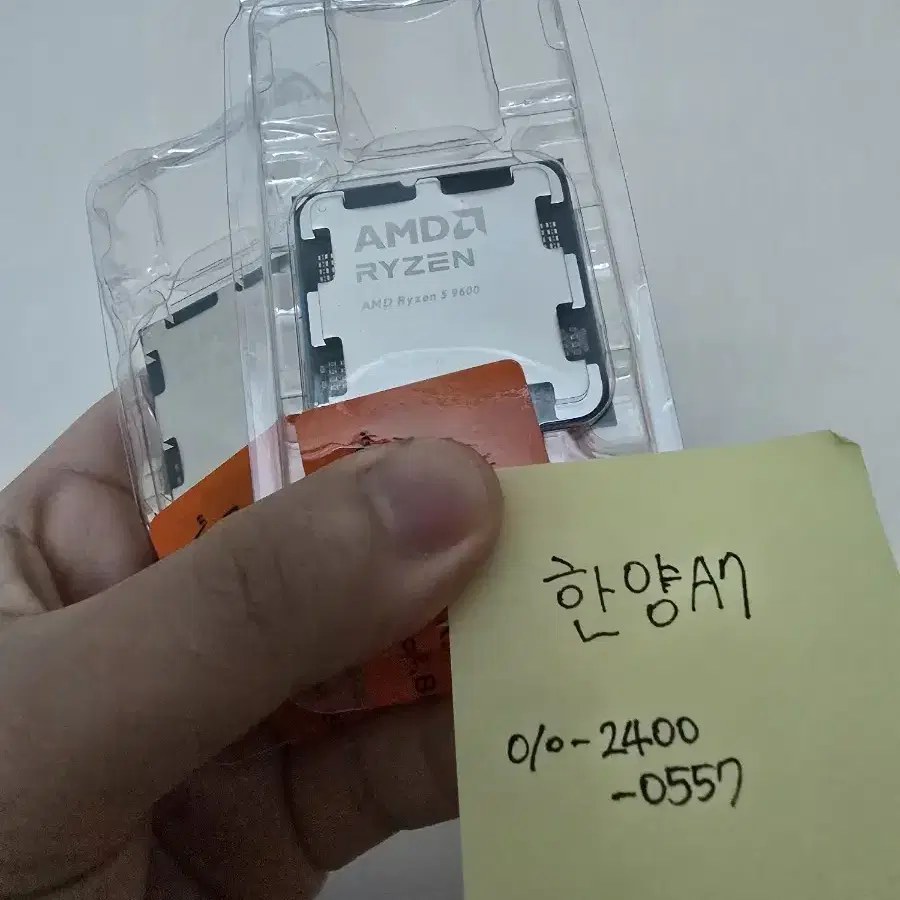 AMD
RYZEN
AMD Ryzen 5 9600
한양A7
010-2400
-0557